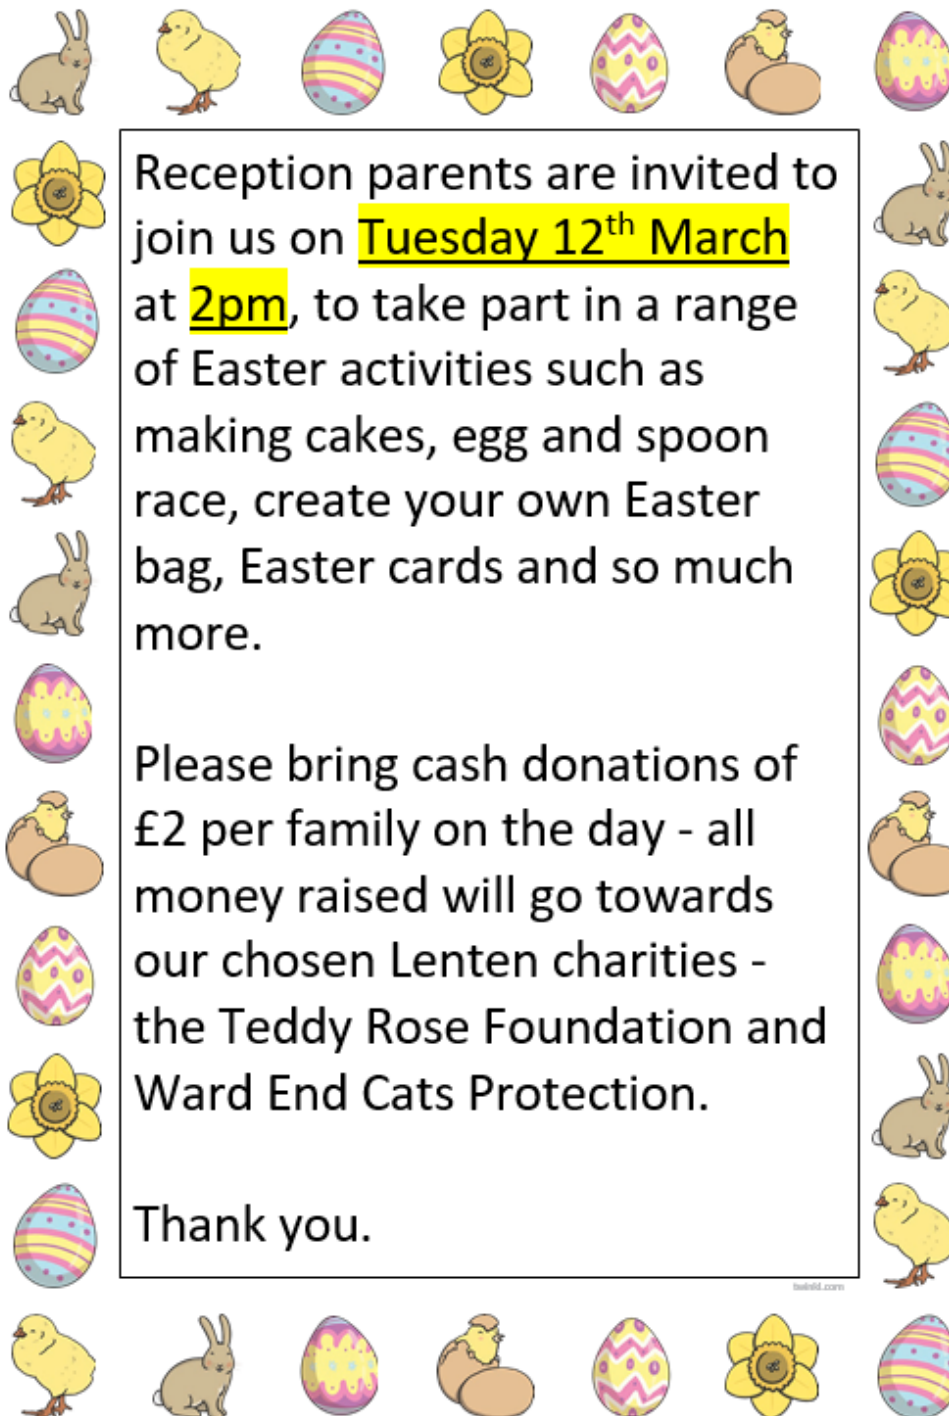 Reception parents are invited to
join us on Tuesday 12th March
at 2pm, to take part in a range
of Easter activities such as
making cakes, egg and spoon
race, create your own Easter
bag, Easter cards and so much
more.
Please bring cash donations of
£2 per family on the day - all
money raised will go towards
our chosen Lenten charities -
the Teddy Rose Foundation and
Ward End Cats Protection.
Thank you.
twinkl.com